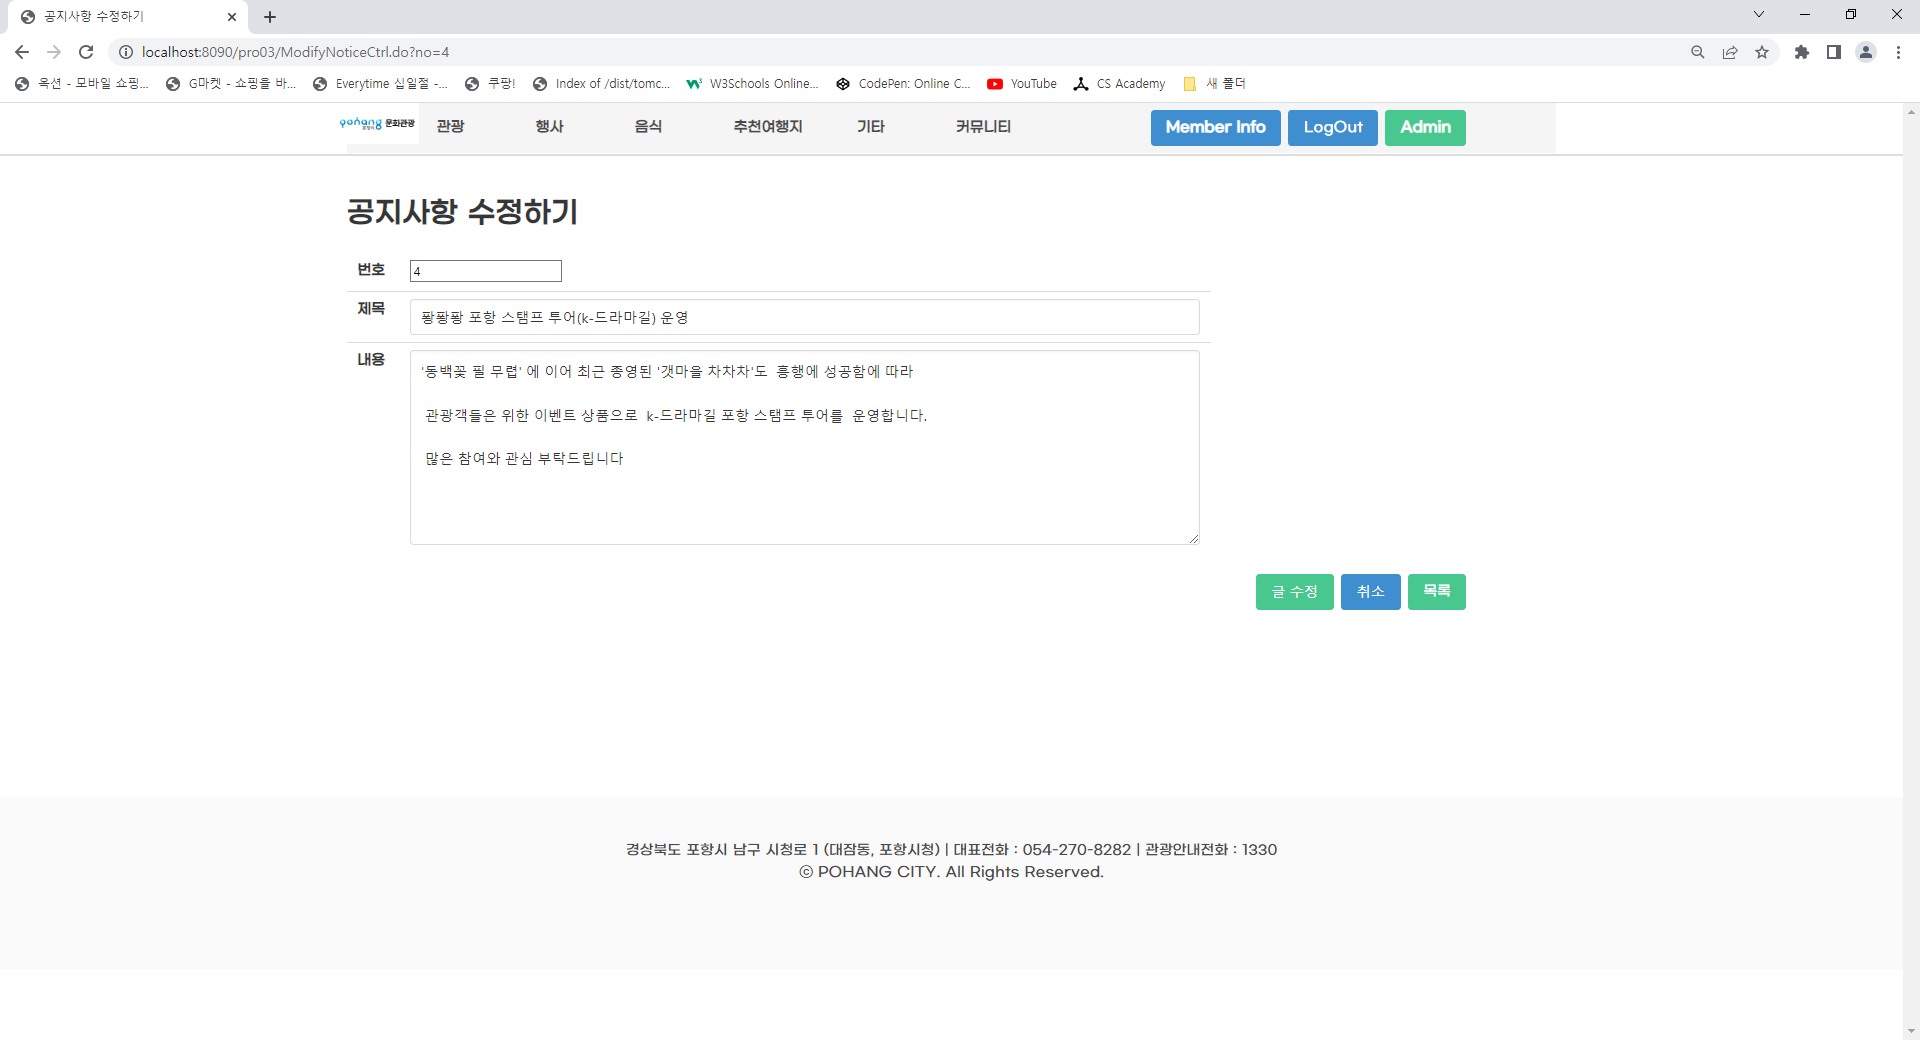 공지사항 수정하기
localhost:8090/pro03/ModifyNoticeCtrl.do?no=4
옥션 - 모바일 쇼핑... G마켓 - 쇼핑을 바... Everytime 십일절 -... 쿠팡! Index of /dist/tomc... W3Schools Online... CodePen: Online C... YouTube CS Academy 새 폴더
pohang 포항시 문화관광 관광 행사 음식 추천여행지 기타 커뮤니티 Member Info LogOut Admin
공지사항 수정하기
번호 4
제목 퐝퐝퐝 포항 스탬프 투어(k-드라마길) 운영
내용 '동백꽃 필 무렵' 에 이어 최근 종영된 '갯마을 차차차'도 흥행에 성공함에 따라
관광객들은 위한 이벤트 상품으로 k-드라마길 포항 스탬프 투어를 운영합니다.
많은 참여와 관심 부탁드립니다
글 수정 취소 목록
경상북도 포항시 남구 시청로 1 (대잠동, 포항시청) | 대표전화 : 054-270-8282 | 관광안내전화 : 1330
ⓒ POHANG CITY. All Rights Reserved.